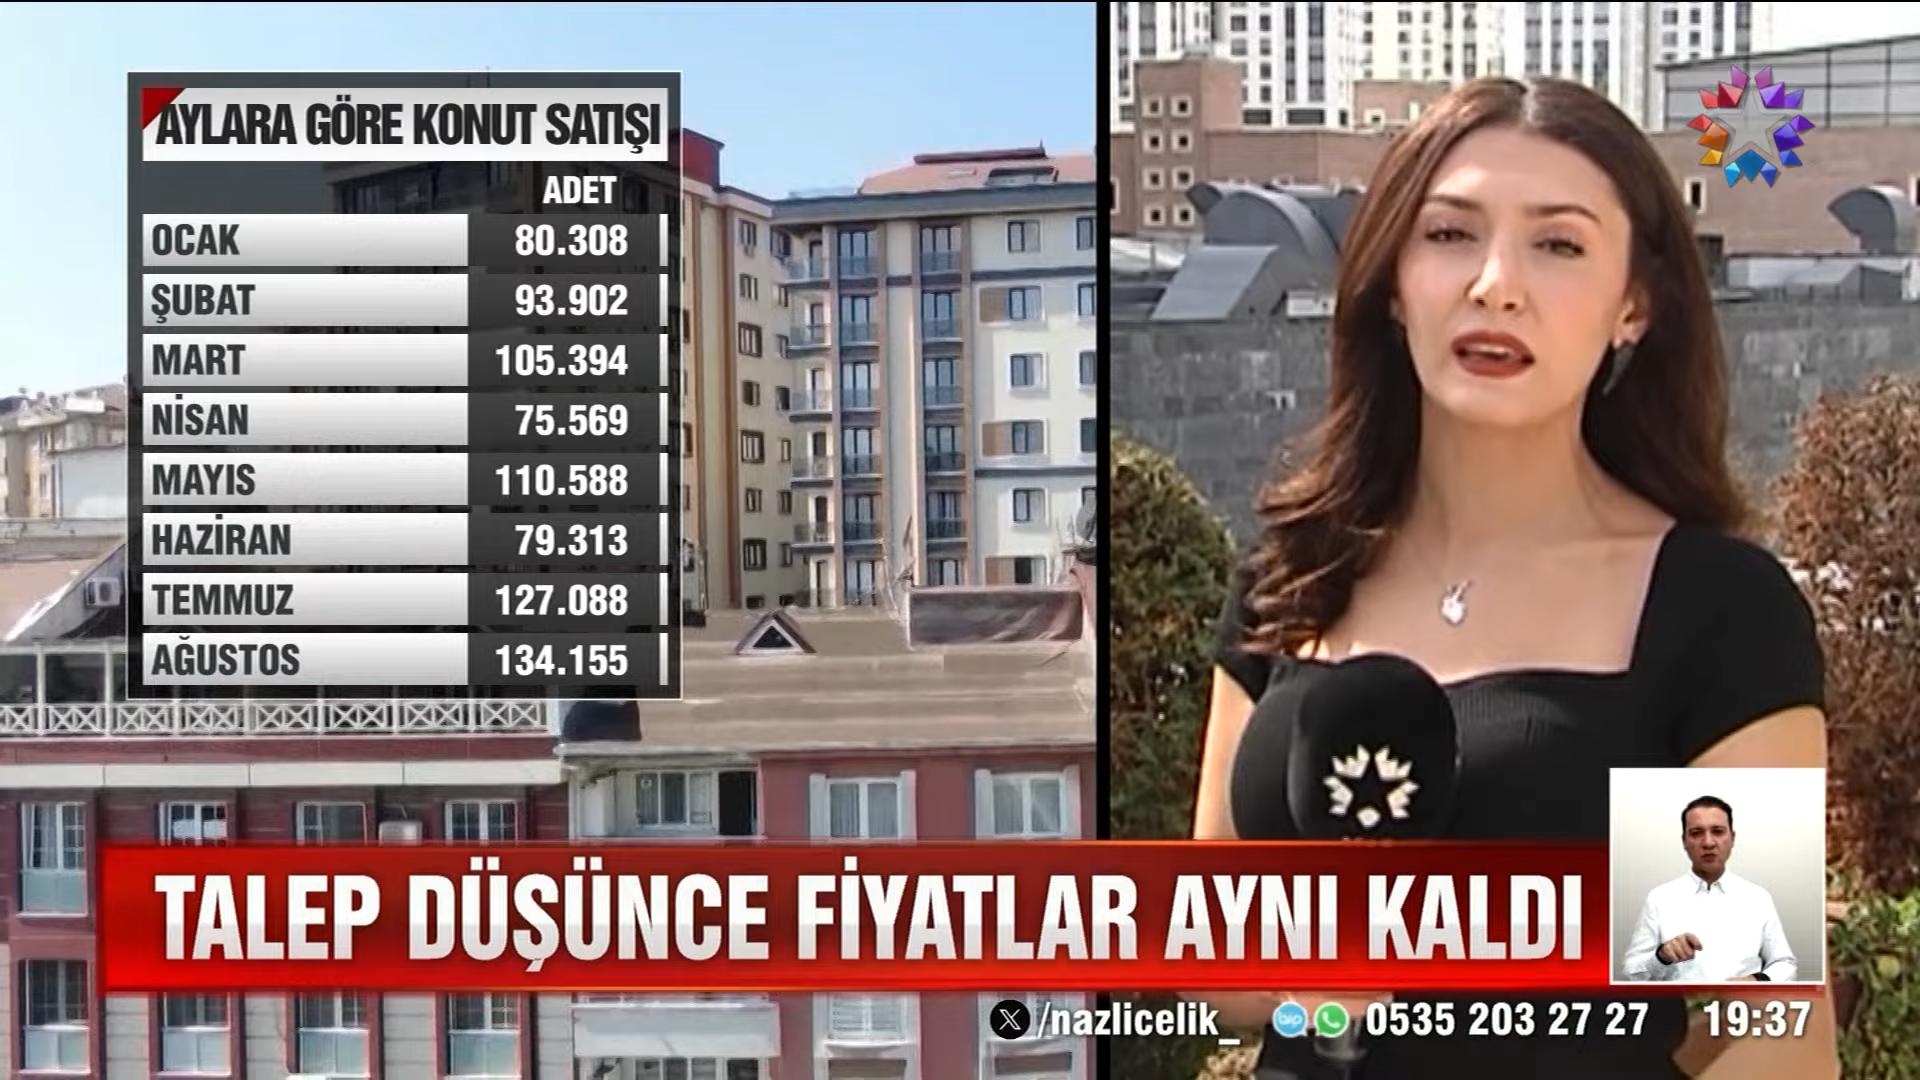 AYLARA GÖRE KONUT SATIŞI
ADET
OCAK 80.308
ŞUBAT 93.902
MART 105.394
NİSAN 75.569
MAYIS 110.588
HAZİRAN 79.313
TEMMUZ 127.088
AĞUSTOS 134.155
TALEP DÜŞÜNCE FİYATLAR AYNI KALDI
X /nazlicelik_ bip 0535 203 27 27 19:37